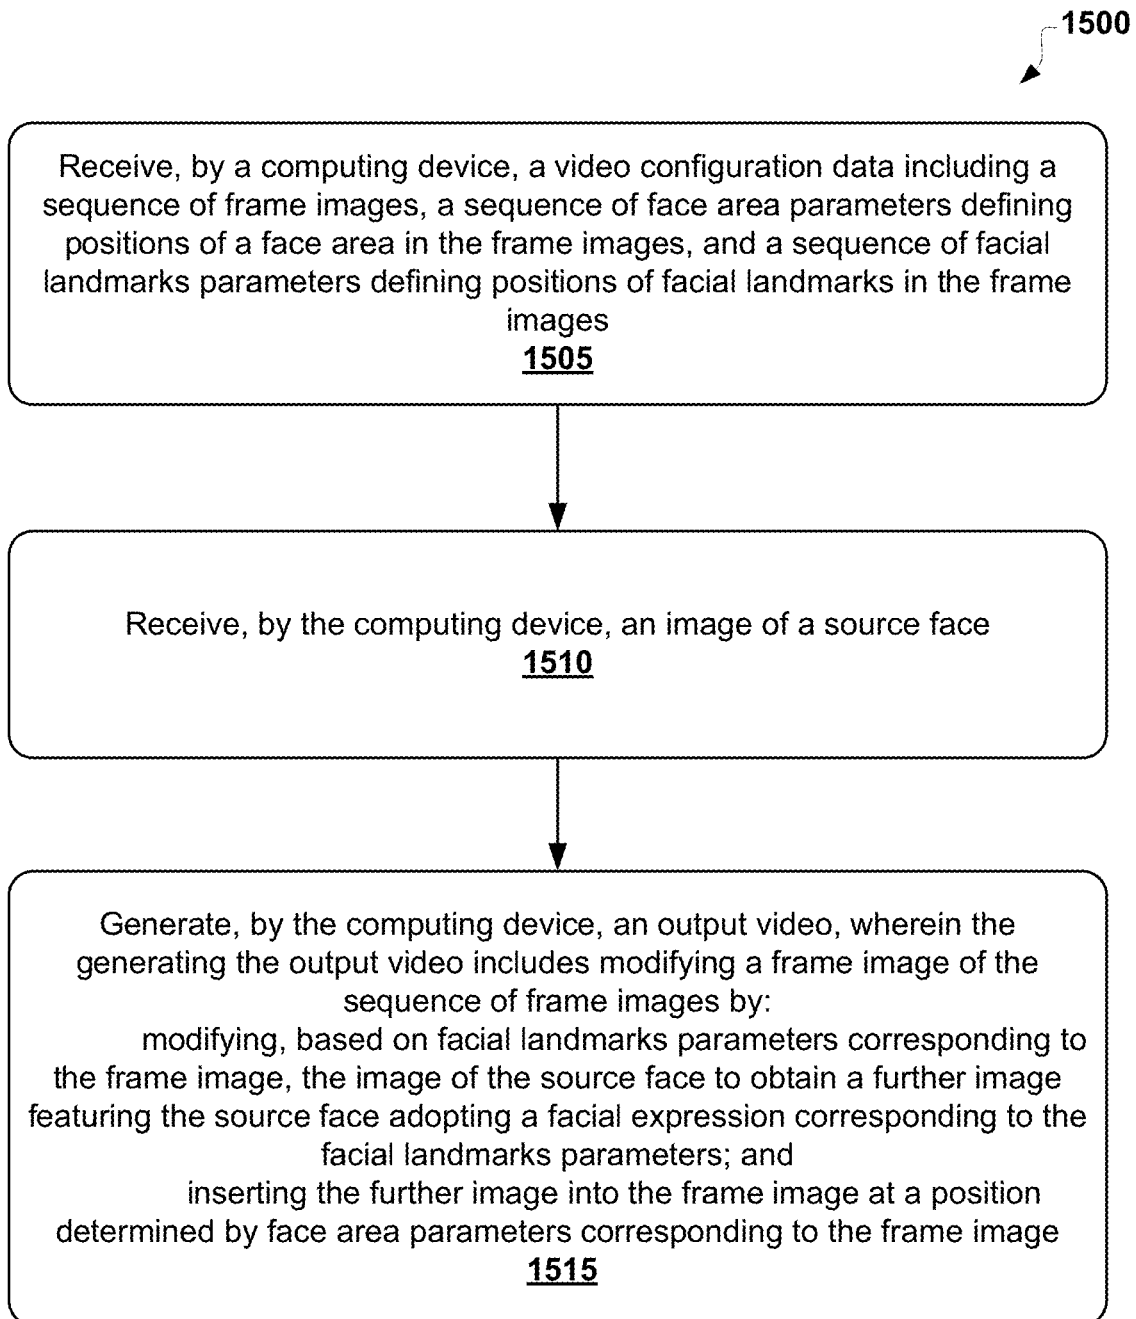 1500
Receive, by a computing device, a video configuration data including a
sequence of frame images, a sequence of face area parameters defining
positions of a face area in the frame images, and a sequence of facial
landmarks parameters defining positions of facial landmarks in the frame
images
1505
Receive, by the computing device, an image of a source face
1510
Generate, by the computing device, an output video, wherein the
generating the output video includes modifying a frame image of the
sequence of frame images by:
modifying, based on facial landmarks parameters corresponding to
the frame image, the image of the source face to obtain a further image
featuring the source face adopting a facial expression corresponding to the
facial landmarks parameters; and
inserting the further image into the frame image at a position
determined by face area parameters corresponding to the frame image
1515